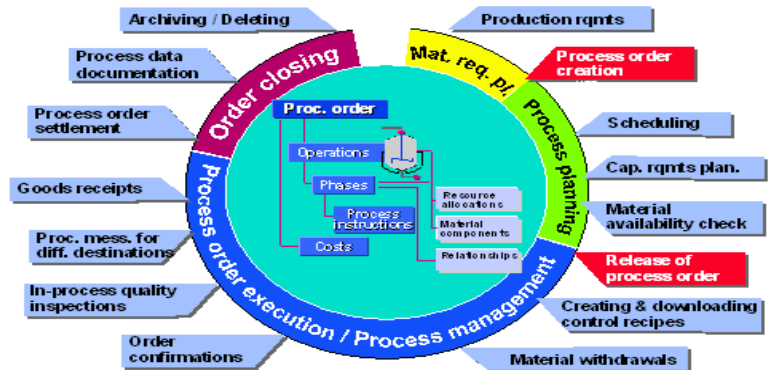 Archiving / Deleting
Production rqmts
Process data
documentation
Order closing
Mat. req. pl.
Process order
creation
Process order
settlement
Proc. order
Process planning
Scheduling
Operations
Cap. rqmts plan.
Goods receipts
Phases
Resource
allocations
Material
availability check
Process
instructions
Material
components
Proc. mess. for
diff. destinations
Costs
Relationships
Release of
process order
In-process quality
inspections
Process order execution / Process management
Creating & downloading
control recipes
Order
confirmations
Material withdrawals